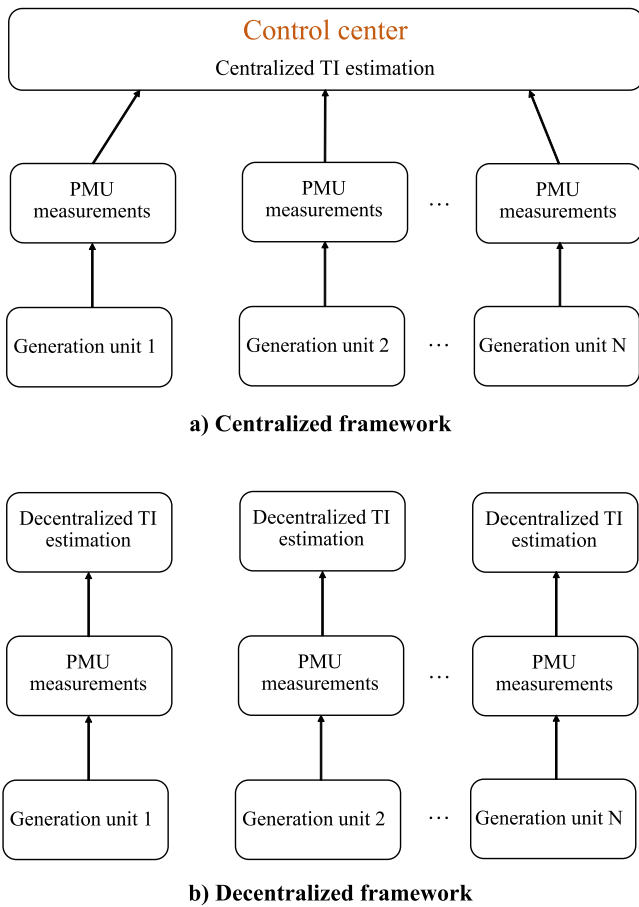 Control center
Centralized TI estimation
PMU
measurements
PMU
measurements
...
PMU
measurements
Generation unit 1
Generation unit 2
...
Generation unit N
a) Centralized framework
Decentralized TI
estimation
Decentralized TI
estimation
Decentralized TI
estimation
PMU
measurements
PMU
measurements
...
PMU
measurements
Generation unit 1
Generation unit 2
...
Generation unit N
b) Decentralized framework